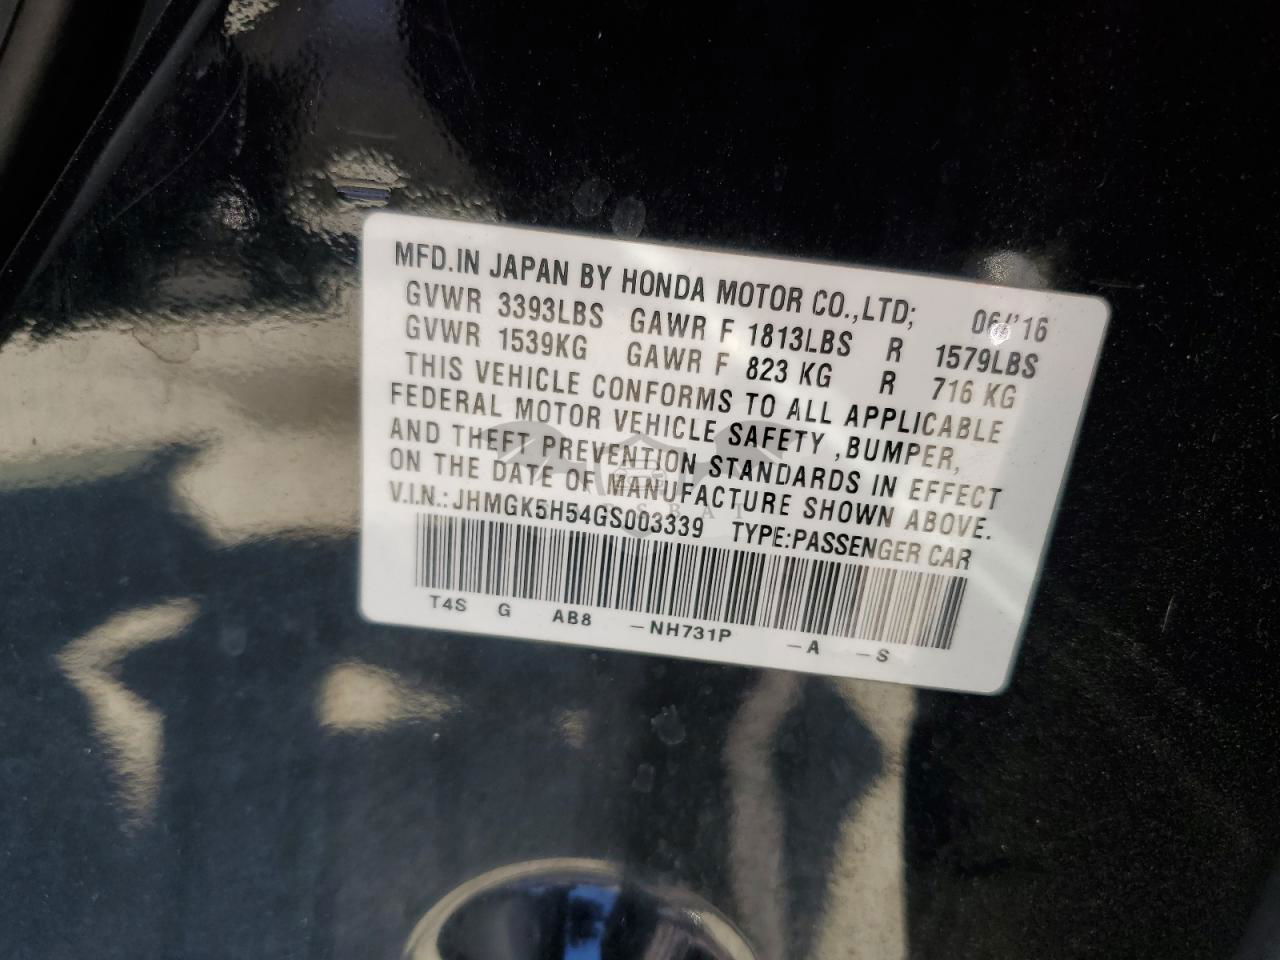 MFD.IN JAPAN BY HONDA MOTOR CO.,LTD; 06/'16
GVWR 3393LBS GAWR F 1813LBS R 1579LBS
GVWR 1539KG GAWR F 823 KG R 716 KG
THIS VEHICLE CONFORMS TO ALL APPLICABLE
FEDERAL MOTOR VEHICLE SAFETY ,BUMPER,
AND THEFT PREVENTION STANDARDS IN EFFECT
ON THE DATE OF MANUFACTURE SHOWN ABOVE.
V.I.N.: JHMGK5H54GS003339 TYPE:PASSENGER CAR
T4S G AB8 -NH731P -A -S